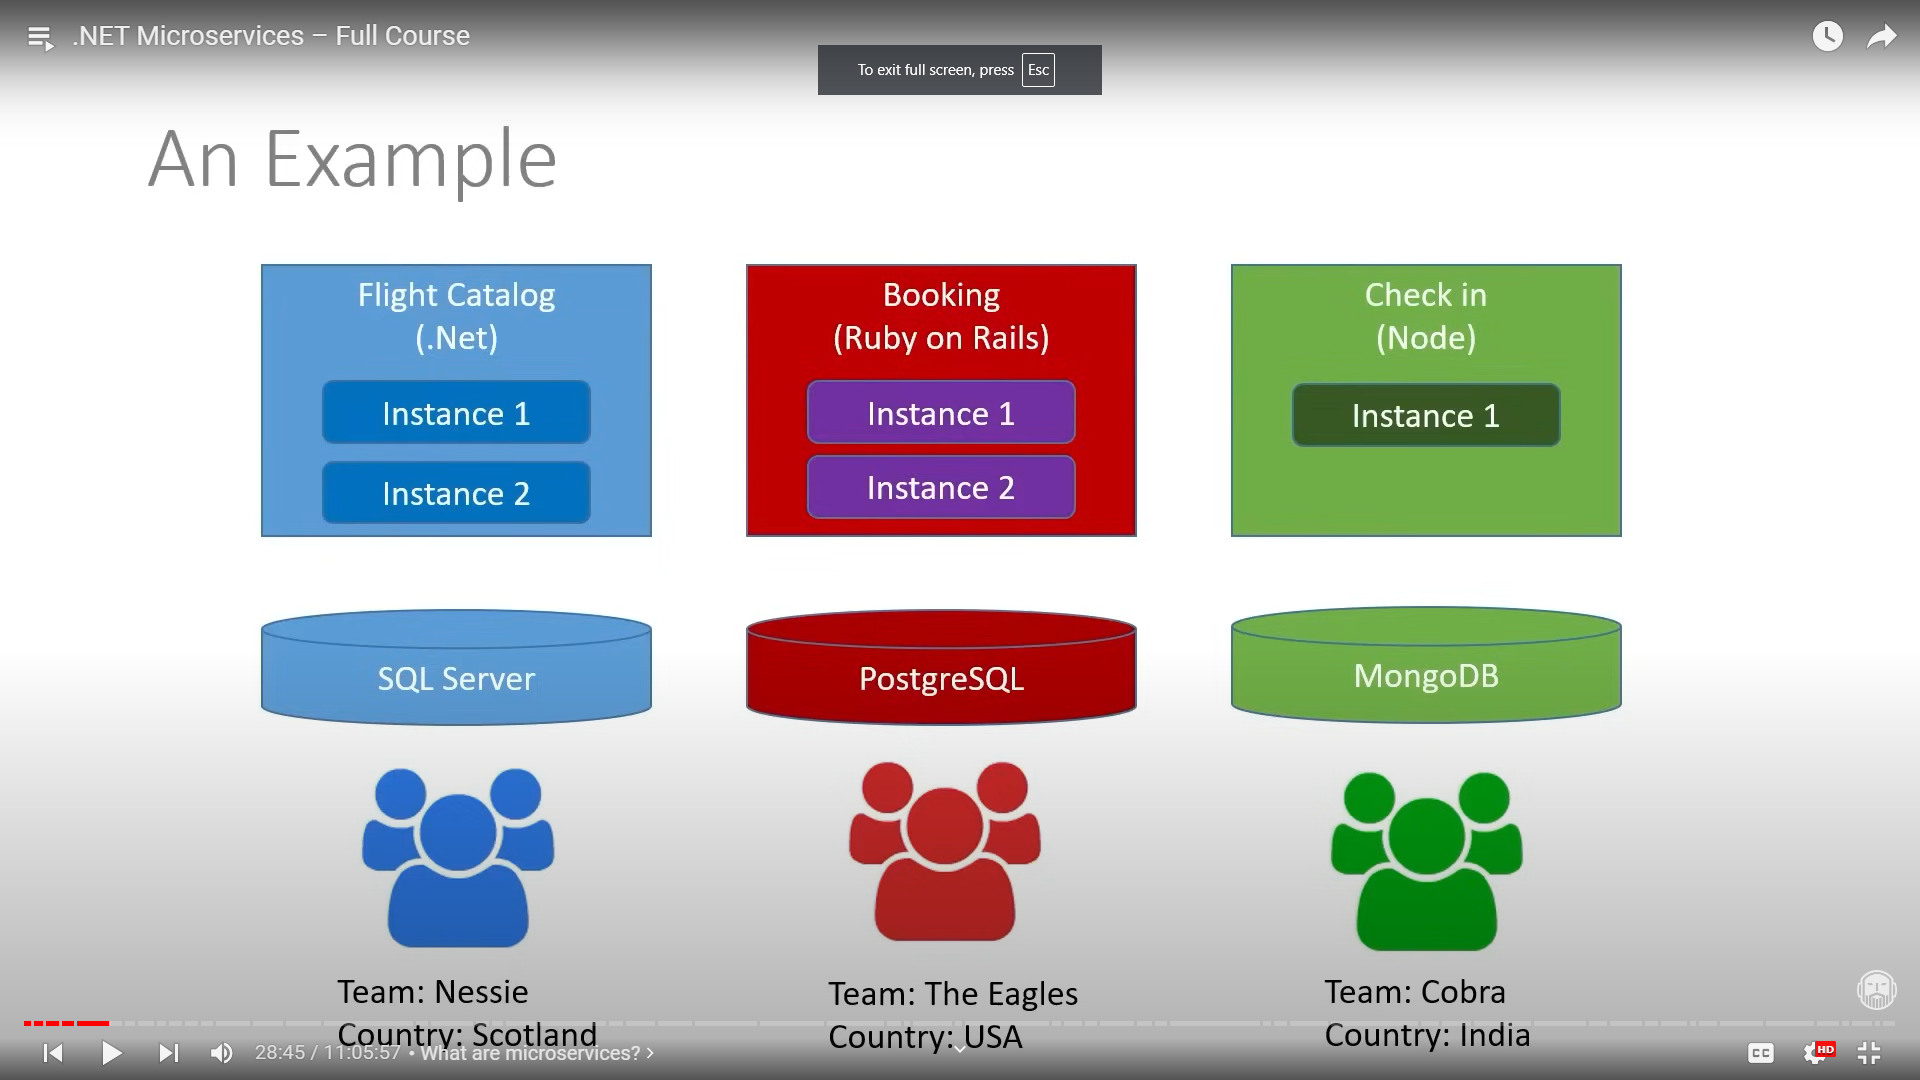 .NET Microservices – Full Course
To exit full screen, press Esc
An Example
Flight Catalog
(.Net)
Instance 1
Instance 2
Booking
(Ruby on Rails)
Instance 1
Instance 2
Check in
(Node)
Instance 1
SQL Server
PostgreSQL
MongoDB
Team: Nessie
Country: Scotland
Team: The Eagles
Country: USA
Team: Cobra
Country: India
28:45 / 11:05:57 • What are microservices?
CC
HD